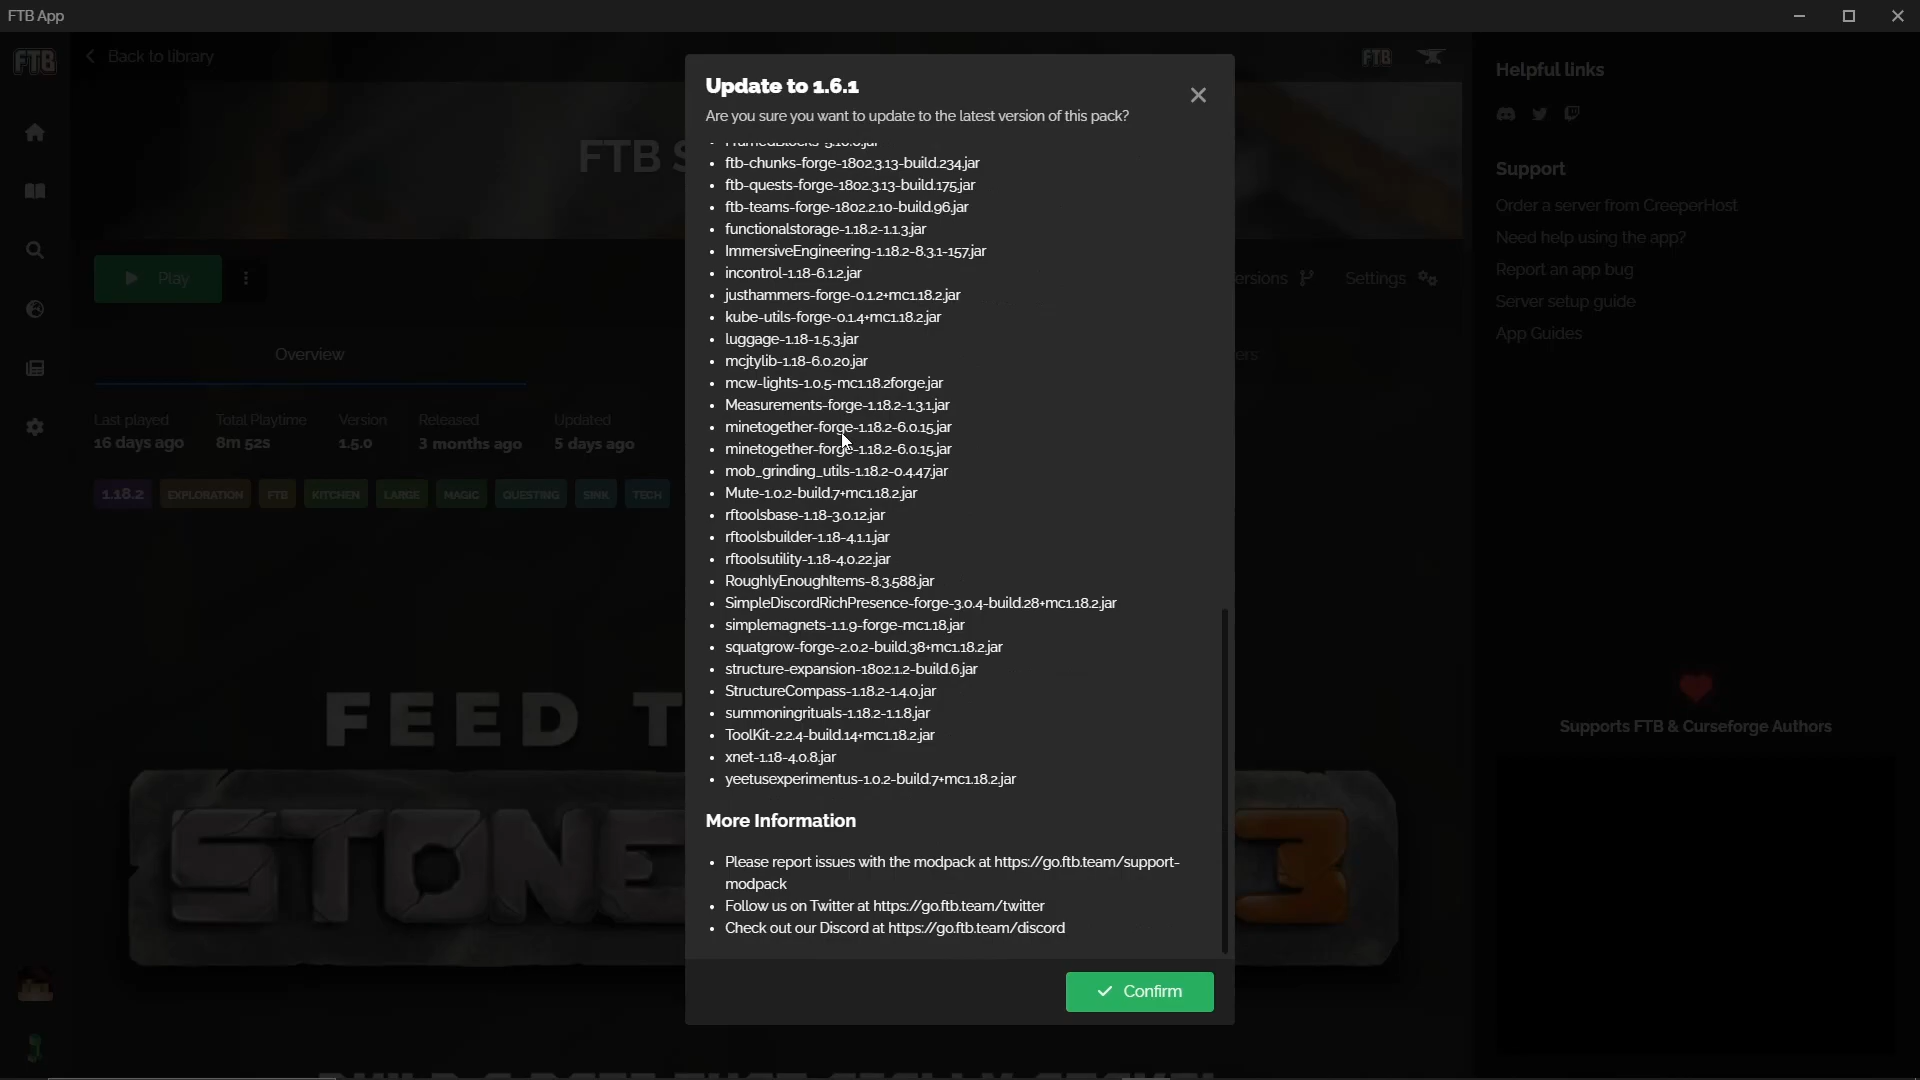 FTB App
FTB
Back to library
FTB S
Play
ersions
Settings
Overview
ers
Last played
16 days ago
Total Playtime
8m 52s
Version
1.5.0
Released
3 months ago
Updated
5 days ago
1.18.2
EXPLORATION
FTB
KITCHEN
LARGE
MAGIC
QUESTING
SINK
TECH
FEED T
STONE
3
Update to 1.6.1
Are you sure you want to update to the latest version of this pack?
• ftb-chunks-forge-1802.3.13-build.234.jar
• ftb-quests-forge-1802.3.13-build.175.jar
• ftb-teams-forge-1802.2.10-build.96.jar
• functionalstorage-1.18.2-1.1.3.jar
• ImmersiveEngineering-1.18.2-8.3.1-157.jar
• incontrol-1.18-6.1.2.jar
• justhammers-forge-0.1.2+mc1.18.2.jar
• kube-utils-forge-0.1.4+mc1.18.2.jar
• luggage-1.18-1.5.3.jar
• mcjtylib-1.18-6.0.20.jar
• mcw-lights-1.0.5-mc1.18.2forge.jar
• Measurements-forge-1.18.2-1.3.1.jar
• minetogether-forge-1.18.2-6.0.15.jar
• minetogether-forge-1.18.2-6.0.15.jar
• mob_grinding_utils-1.18.2-0.4.47.jar
• Mute-1.0.2-build.7+mc1.18.2.jar
• rftoolsbase-1.18-3.0.12.jar
• rftoolsbuilder-1.18-4.1.1.jar
• rftoolsutility-1.18-4.0.22.jar
• RoughlyEnoughItems-8.3.588.jar
• SimpleDiscordRichPresence-forge-3.0.4-build.28+mc1.18.2.jar
• simplemagnets-1.1.9-forge-mc1.18.jar
• squatgrow-forge-2.0.2-build.38+mc1.18.2.jar
• structure-expansion-1802.1.2-build.6.jar
• StructureCompass-1.18.2-1.4.0.jar
• summoningrituals-1.18.2-1.1.8.jar
• ToolKit-2.2.4-build.14+mc1.18.2.jar
• xnet-1.18-4.0.8.jar
• yeetusexperimentus-1.0.2-build.7+mc1.18.2.jar
More Information
• Please report issues with the modpack at https://go.ftb.team/support-
modpack
• Follow us on Twitter at https://go.ftb.team/twitter
• Check out our Discord at https://go.ftb.team/discord
Confirm
FTB
Helpful links
Support
Order a server from CreeperHost
Need help using the app?
Report an app bug
Server setup guide
App Guides
Supports FTB & Curseforge Authors